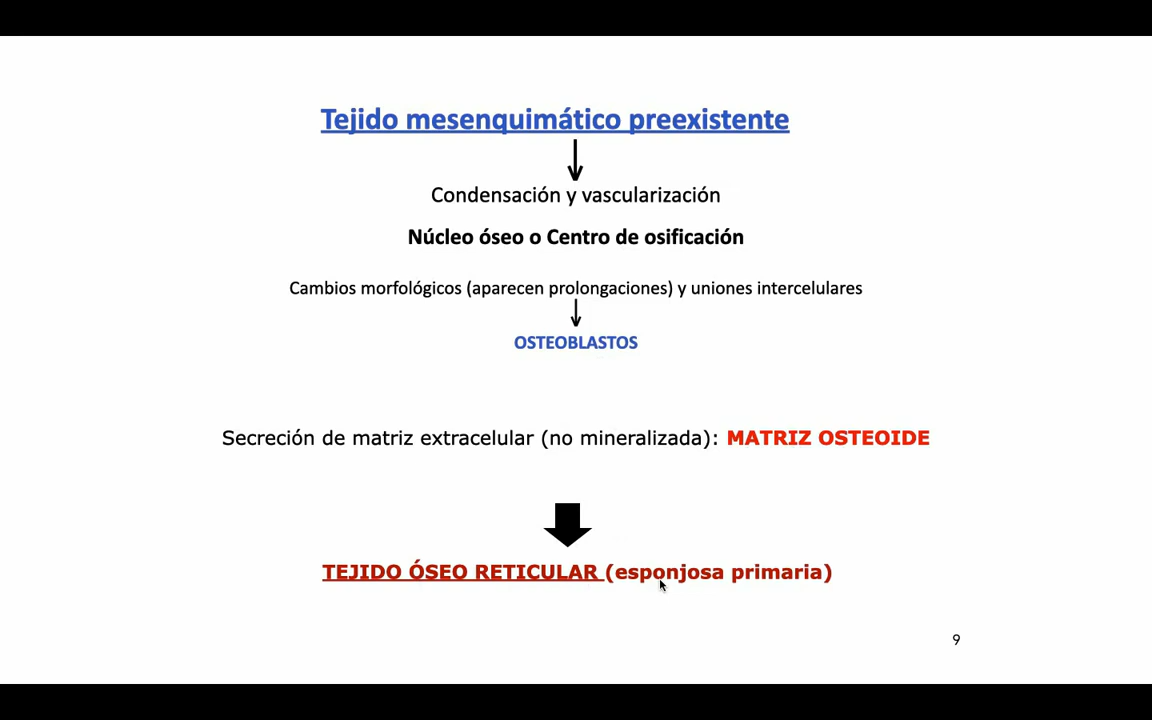 Tejido mesenquimático preexistente
Condensación y vascularización
Núcleo óseo o Centro de osificación
Cambios morfológicos (aparecen prolongaciones) y uniones intercelulares
OSTEOBLASTOS
Secreción de matriz extracelular (no mineralizada): MATRIZ OSTEOIDE
TEJIDO ÓSEO RETICULAR (esponjosa primaria)
9